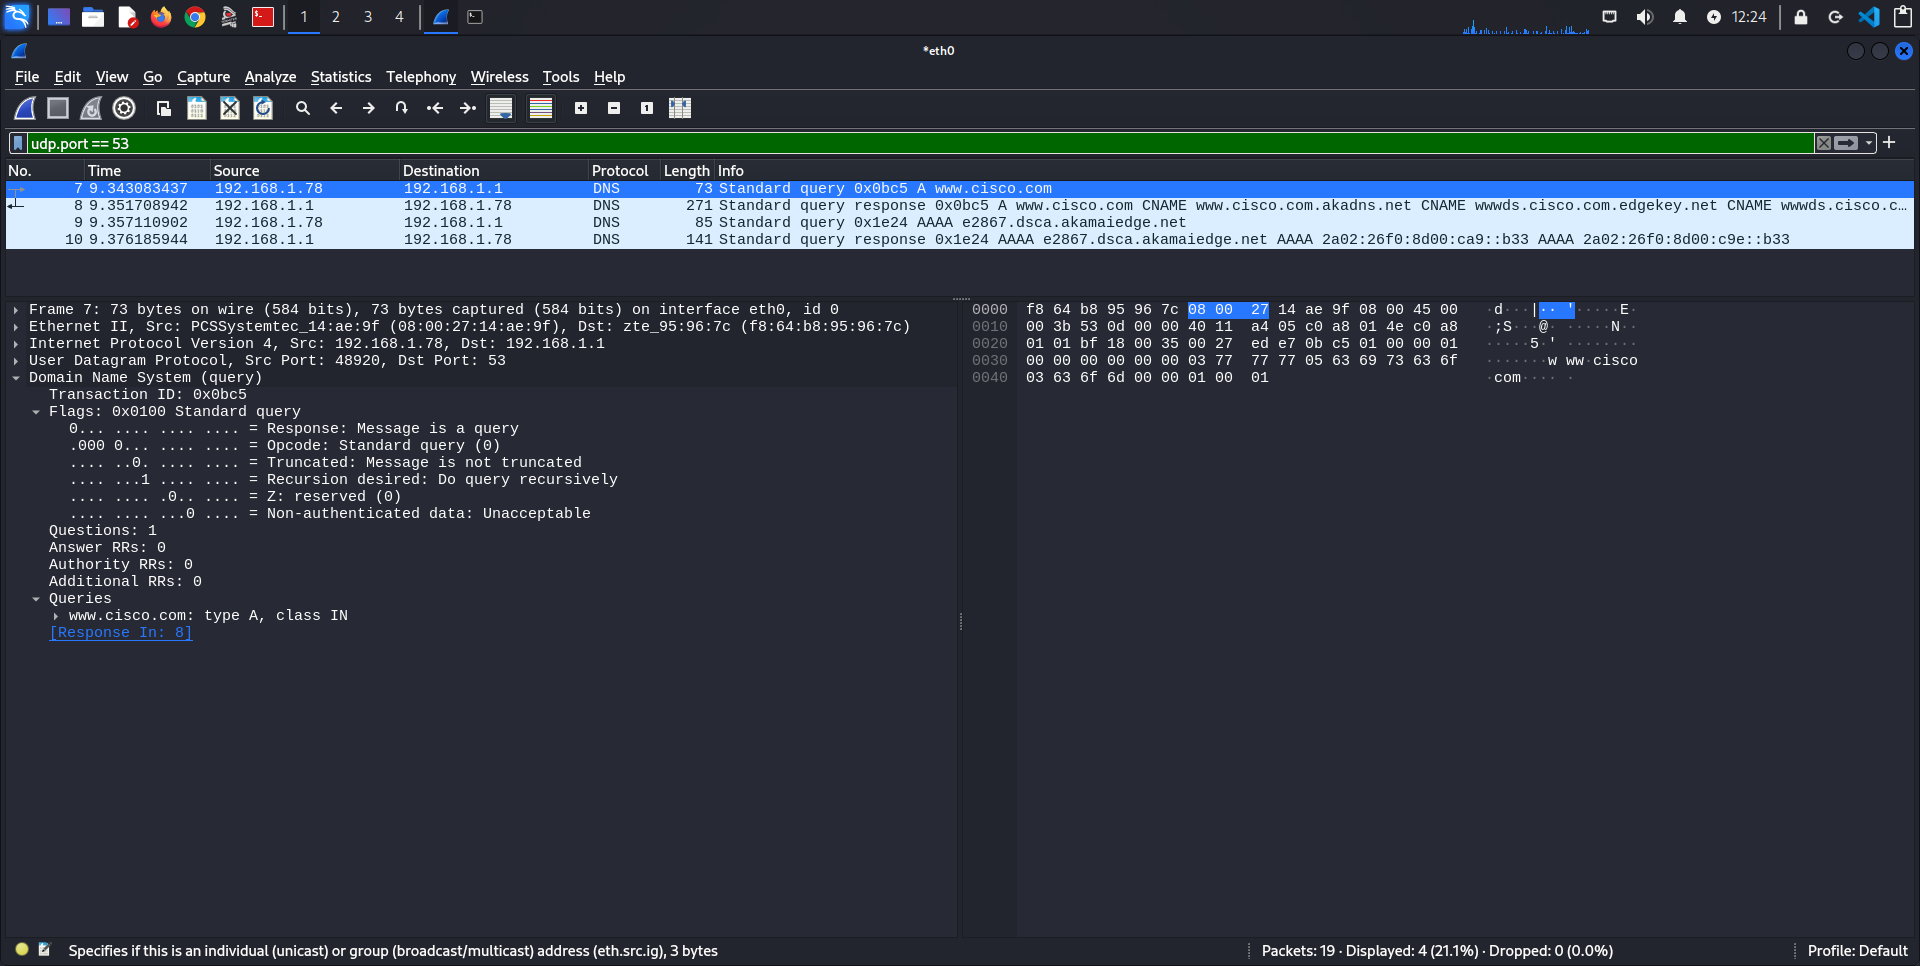 1 2 3 4 12:24
*eth0
File Edit View Go Capture Analyze Statistics Telephony Wireless Tools Help
udp.port == 53
No. Time Source Destination Protocol Length Info
7 9.343083437 192.168.1.78 192.168.1.1 DNS 73 Standard query 0x0bc5 A www.cisco.com
8 9.351708942 192.168.1.1 192.168.1.78 DNS 271 Standard query response 0x0bc5 A www.cisco.com CNAME www.cisco.com.akadns.net CNAME wwwds.cisco.com.edgekey.net CNAME wwwds.cisco.c…
9 9.357110902 192.168.1.78 192.168.1.1 DNS 85 Standard query 0x1e24 AAAA e2867.dsca.akamaiedge.net
10 9.376185944 192.168.1.1 192.168.1.78 DNS 141 Standard query response 0x1e24 AAAA e2867.dsca.akamaiedge.net AAAA 2a02:26f0:8d00:ca9::b33 AAAA 2a02:26f0:8d00:c9e::b33
Frame 7: 73 bytes on wire (584 bits), 73 bytes captured (584 bits) on interface eth0, id 0
Ethernet II, Src: PCSSystemtec_14:ae:9f (08:00:27:14:ae:9f), Dst: zte_95:96:7c (f8:64:b8:95:96:7c)
Internet Protocol Version 4, Src: 192.168.1.78, Dst: 192.168.1.1
User Datagram Protocol, Src Port: 48920, Dst Port: 53
Domain Name System (query)
Transaction ID: 0x0bc5
Flags: 0x0100 Standard query
0... .... .... .... = Response: Message is a query
.000 0... .... .... = Opcode: Standard query (0)
.... ..0. .... .... = Truncated: Message is not truncated
.... ...1 .... .... = Recursion desired: Do query recursively
.... .... .0.. .... = Z: reserved (0)
.... .... ...0 .... = Non-authenticated data: Unacceptable
Questions: 1
Answer RRs: 0
Authority RRs: 0
Additional RRs: 0
Queries
www.cisco.com: type A, class IN
[Response In: 8]
0000 f8 64 b8 95 96 7c 08 00 27 14 ae 9f 08 00 45 00 ·d···|·· '·····E·
0010 00 3b 53 0d 00 00 40 11 a4 05 c0 a8 01 4e c0 a8 ·;S···@· ·····N··
0020 01 01 bf 18 00 35 00 27 ed e7 0b c5 01 00 00 01 ·····5·' ········
0030 00 00 00 00 00 00 03 77 77 77 05 63 69 73 63 6f ·······w ww·cisco
0040 03 63 6f 6d 00 00 01 00 01 ·com···· ·
Specifies if this is an individual (unicast) or group (broadcast/multicast) address (eth.src.ig), 3 bytes
Packets: 19 · Displayed: 4 (21.1%) · Dropped: 0 (0.0%)
Profile: Default